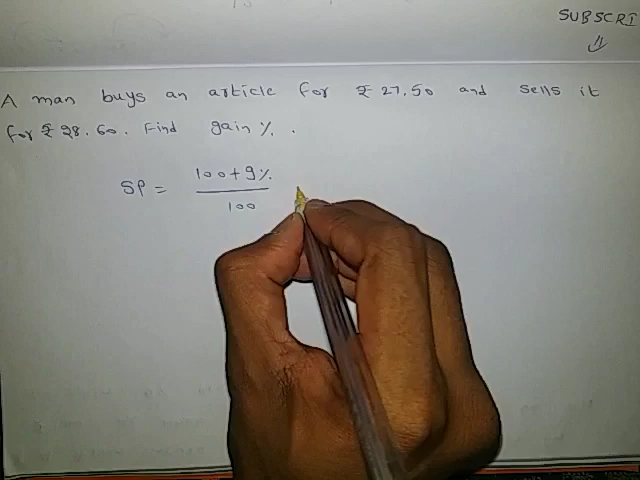 SUBSCRI
A man buys an article for ₹ 27.50 and sells it
for ₹ 28.60. Find gain %.
SP = 100 + g%
100